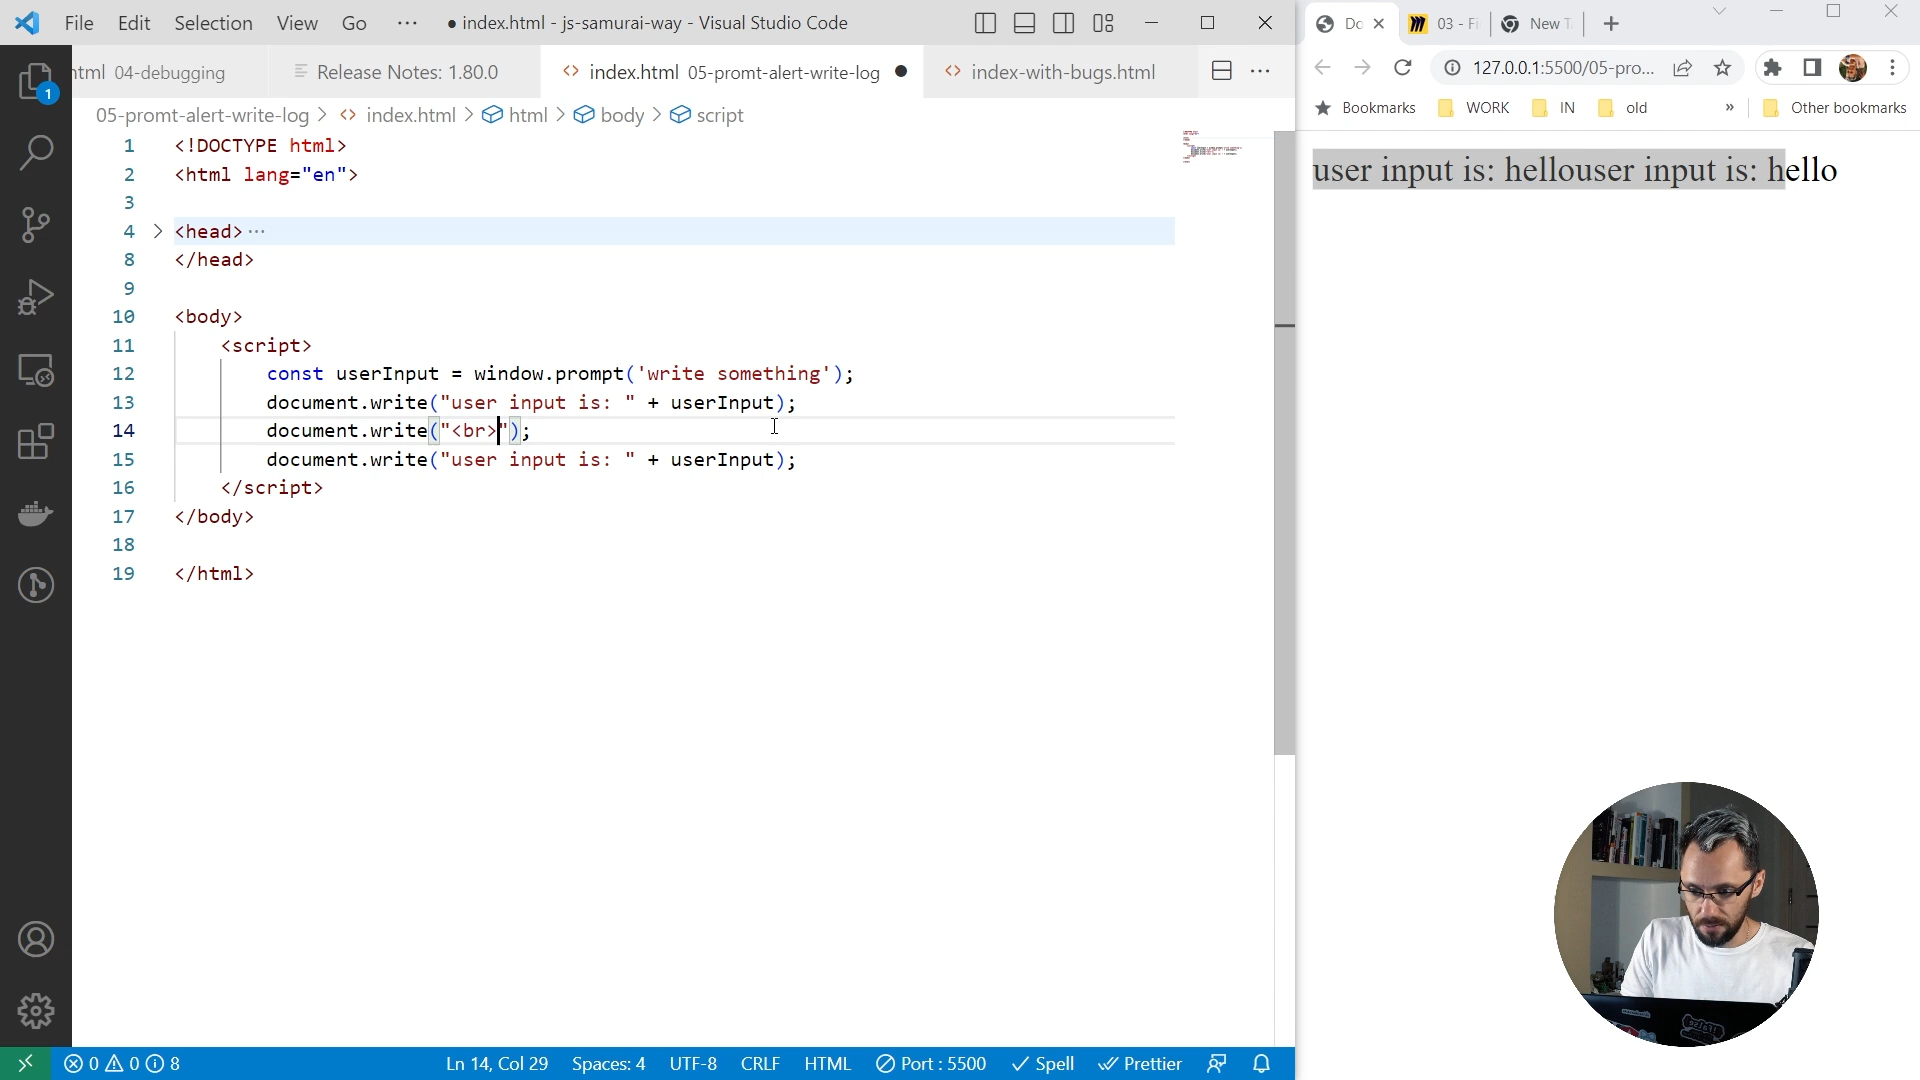 File Edit Selection View Go ··· ● index.html - js-samurai-way - Visual Studio Code
html 04-debugging Release Notes: 1.80.0 <> index.html 05-promt-alert-write-log ● <> index-with-bugs.html
05-promt-alert-write-log > <> index.html > html > body > script
1 <!DOCTYPE html>
2 <html lang="en">
3
4 <head>···
8 </head>
9
10 <body>
11 <script>
12 const userInput = window.prompt('write something');
13 document.write("user input is: " + userInput);
14 document.write("<br>");
15 document.write("user input is: " + userInput);
16 </script>
17 </body>
18
19 </html>
1
0 0 8 Ln 14, Col 29 Spaces: 4 UTF-8 CRLF HTML Port : 5500 Spell Prettier
Do 03 - Fi New T
127.0.0.1:5500/05-pro...
Bookmarks WORK IN old » Other bookmarks
user input is: hellouser input is: hello